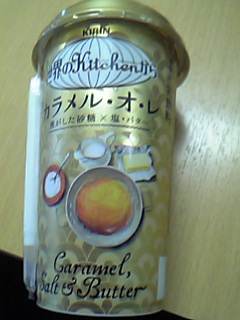 KIRIN
世界のKitchenから
カラメル・オ・レ
焦がした砂糖×塩・バター
Caramel,
Salt & Butter